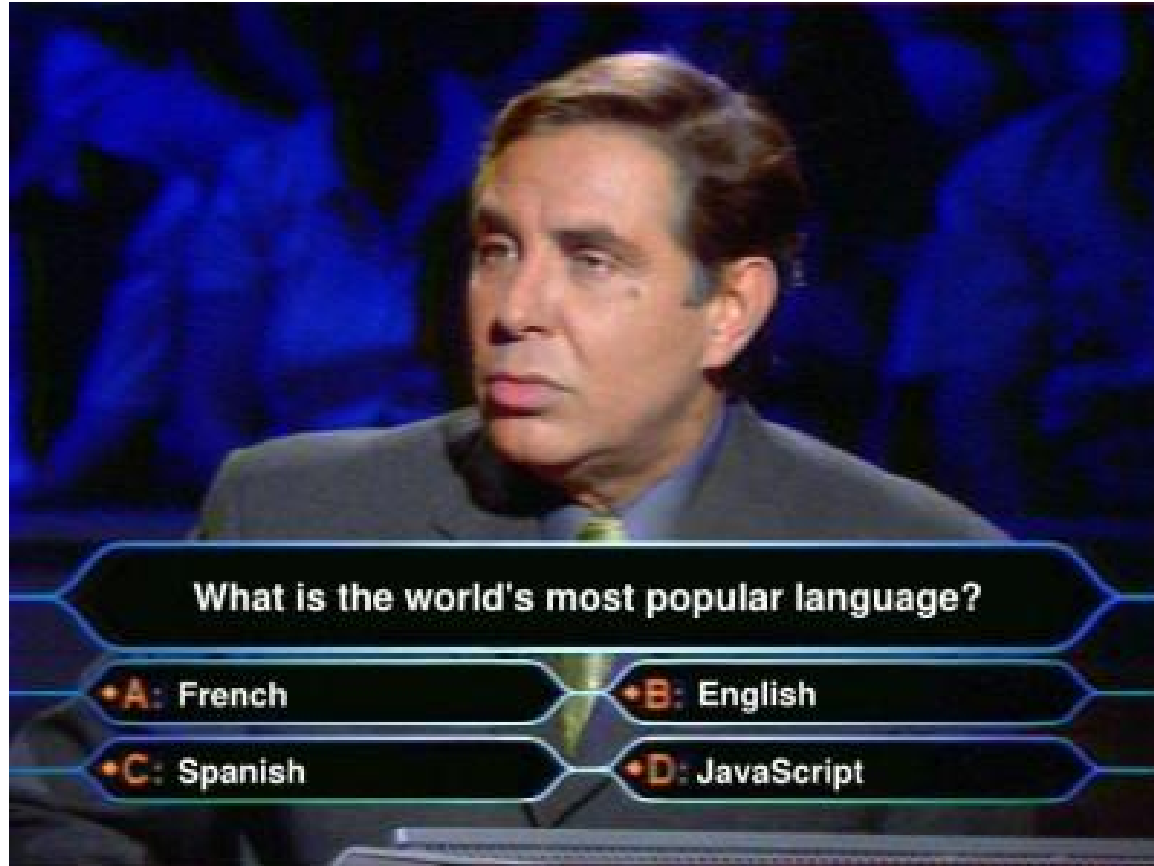 What is the world's most popular language?
A: French
B: English
C: Spanish
D: JavaScript